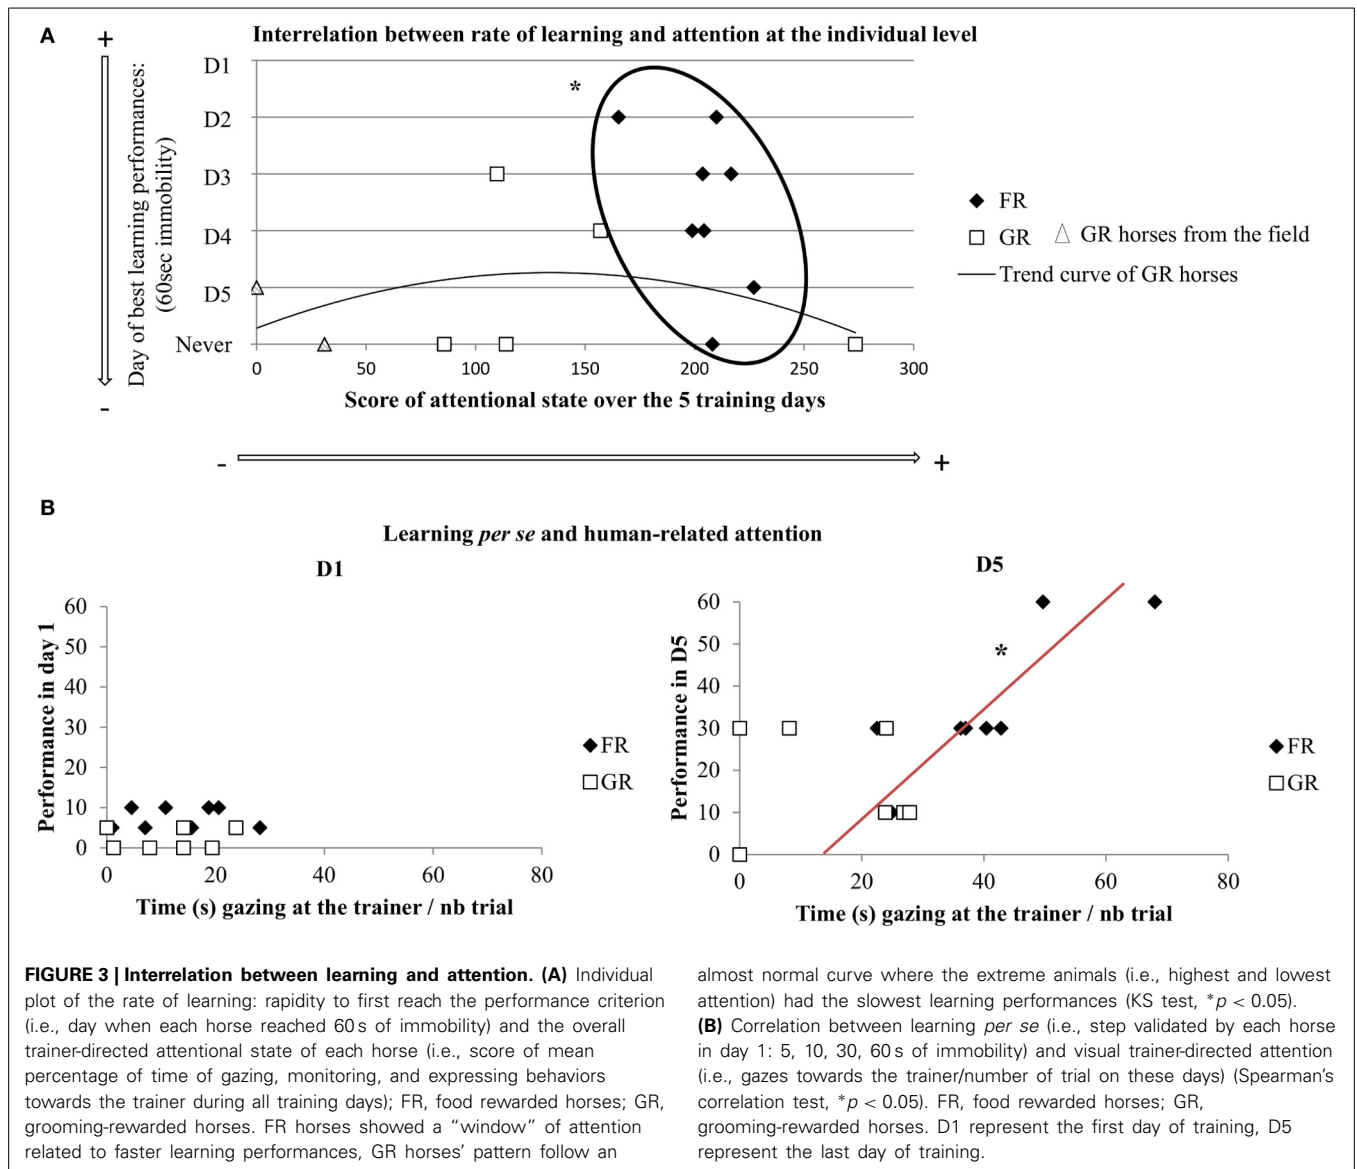 A
+
Interrelation between rate of learning and attention at the individual level
Day of best learning performances:
(60sec immobility)
-
D1
D2
D3
D4
D5
Never
*
0 50 100 150 200 250 300
Score of attentional state over the 5 training days
- +
FR
GR
GR horses from the field
Trend curve of GR horses
B
Learning per se and human-related attention
D1
Performance in day 1
60
50
40
30
20
10
0
0 20 40 60 80
Time (s) gazing at the trainer / nb trial
FR
GR
D5
Performance in D5
60
50
40
30
20
10
0
*
0 20 40 60 80
Time (s) gazing at the trainer / nb trial
FR
GR
FIGURE 3 | Interrelation between learning and attention. (A) Individual
plot of the rate of learning: rapidity to first reach the performance criterion
(i.e., day when each horse reached 60 s of immobility) and the overall
trainer-directed attentional state of each horse (i.e., score of mean
percentage of time of gazing, monitoring, and expressing behaviors
towards the trainer during all training days); FR, food rewarded horses; GR,
grooming-rewarded horses. FR horses showed a “window” of attention
related to faster learning performances, GR horses’ pattern follow an
almost normal curve where the extreme animals (i.e., highest and lowest
attention) had the slowest learning performances (KS test, *p < 0.05).
(B) Correlation between learning per se (i.e., step validated by each horse
in day 1: 5, 10, 30, 60 s of immobility) and visual trainer-directed attention
(i.e., gazes towards the trainer/number of trial on these days) (Spearman’s
correlation test, *p < 0.05). FR, food rewarded horses; GR,
grooming-rewarded horses. D1 represent the first day of training, D5
represent the last day of training.